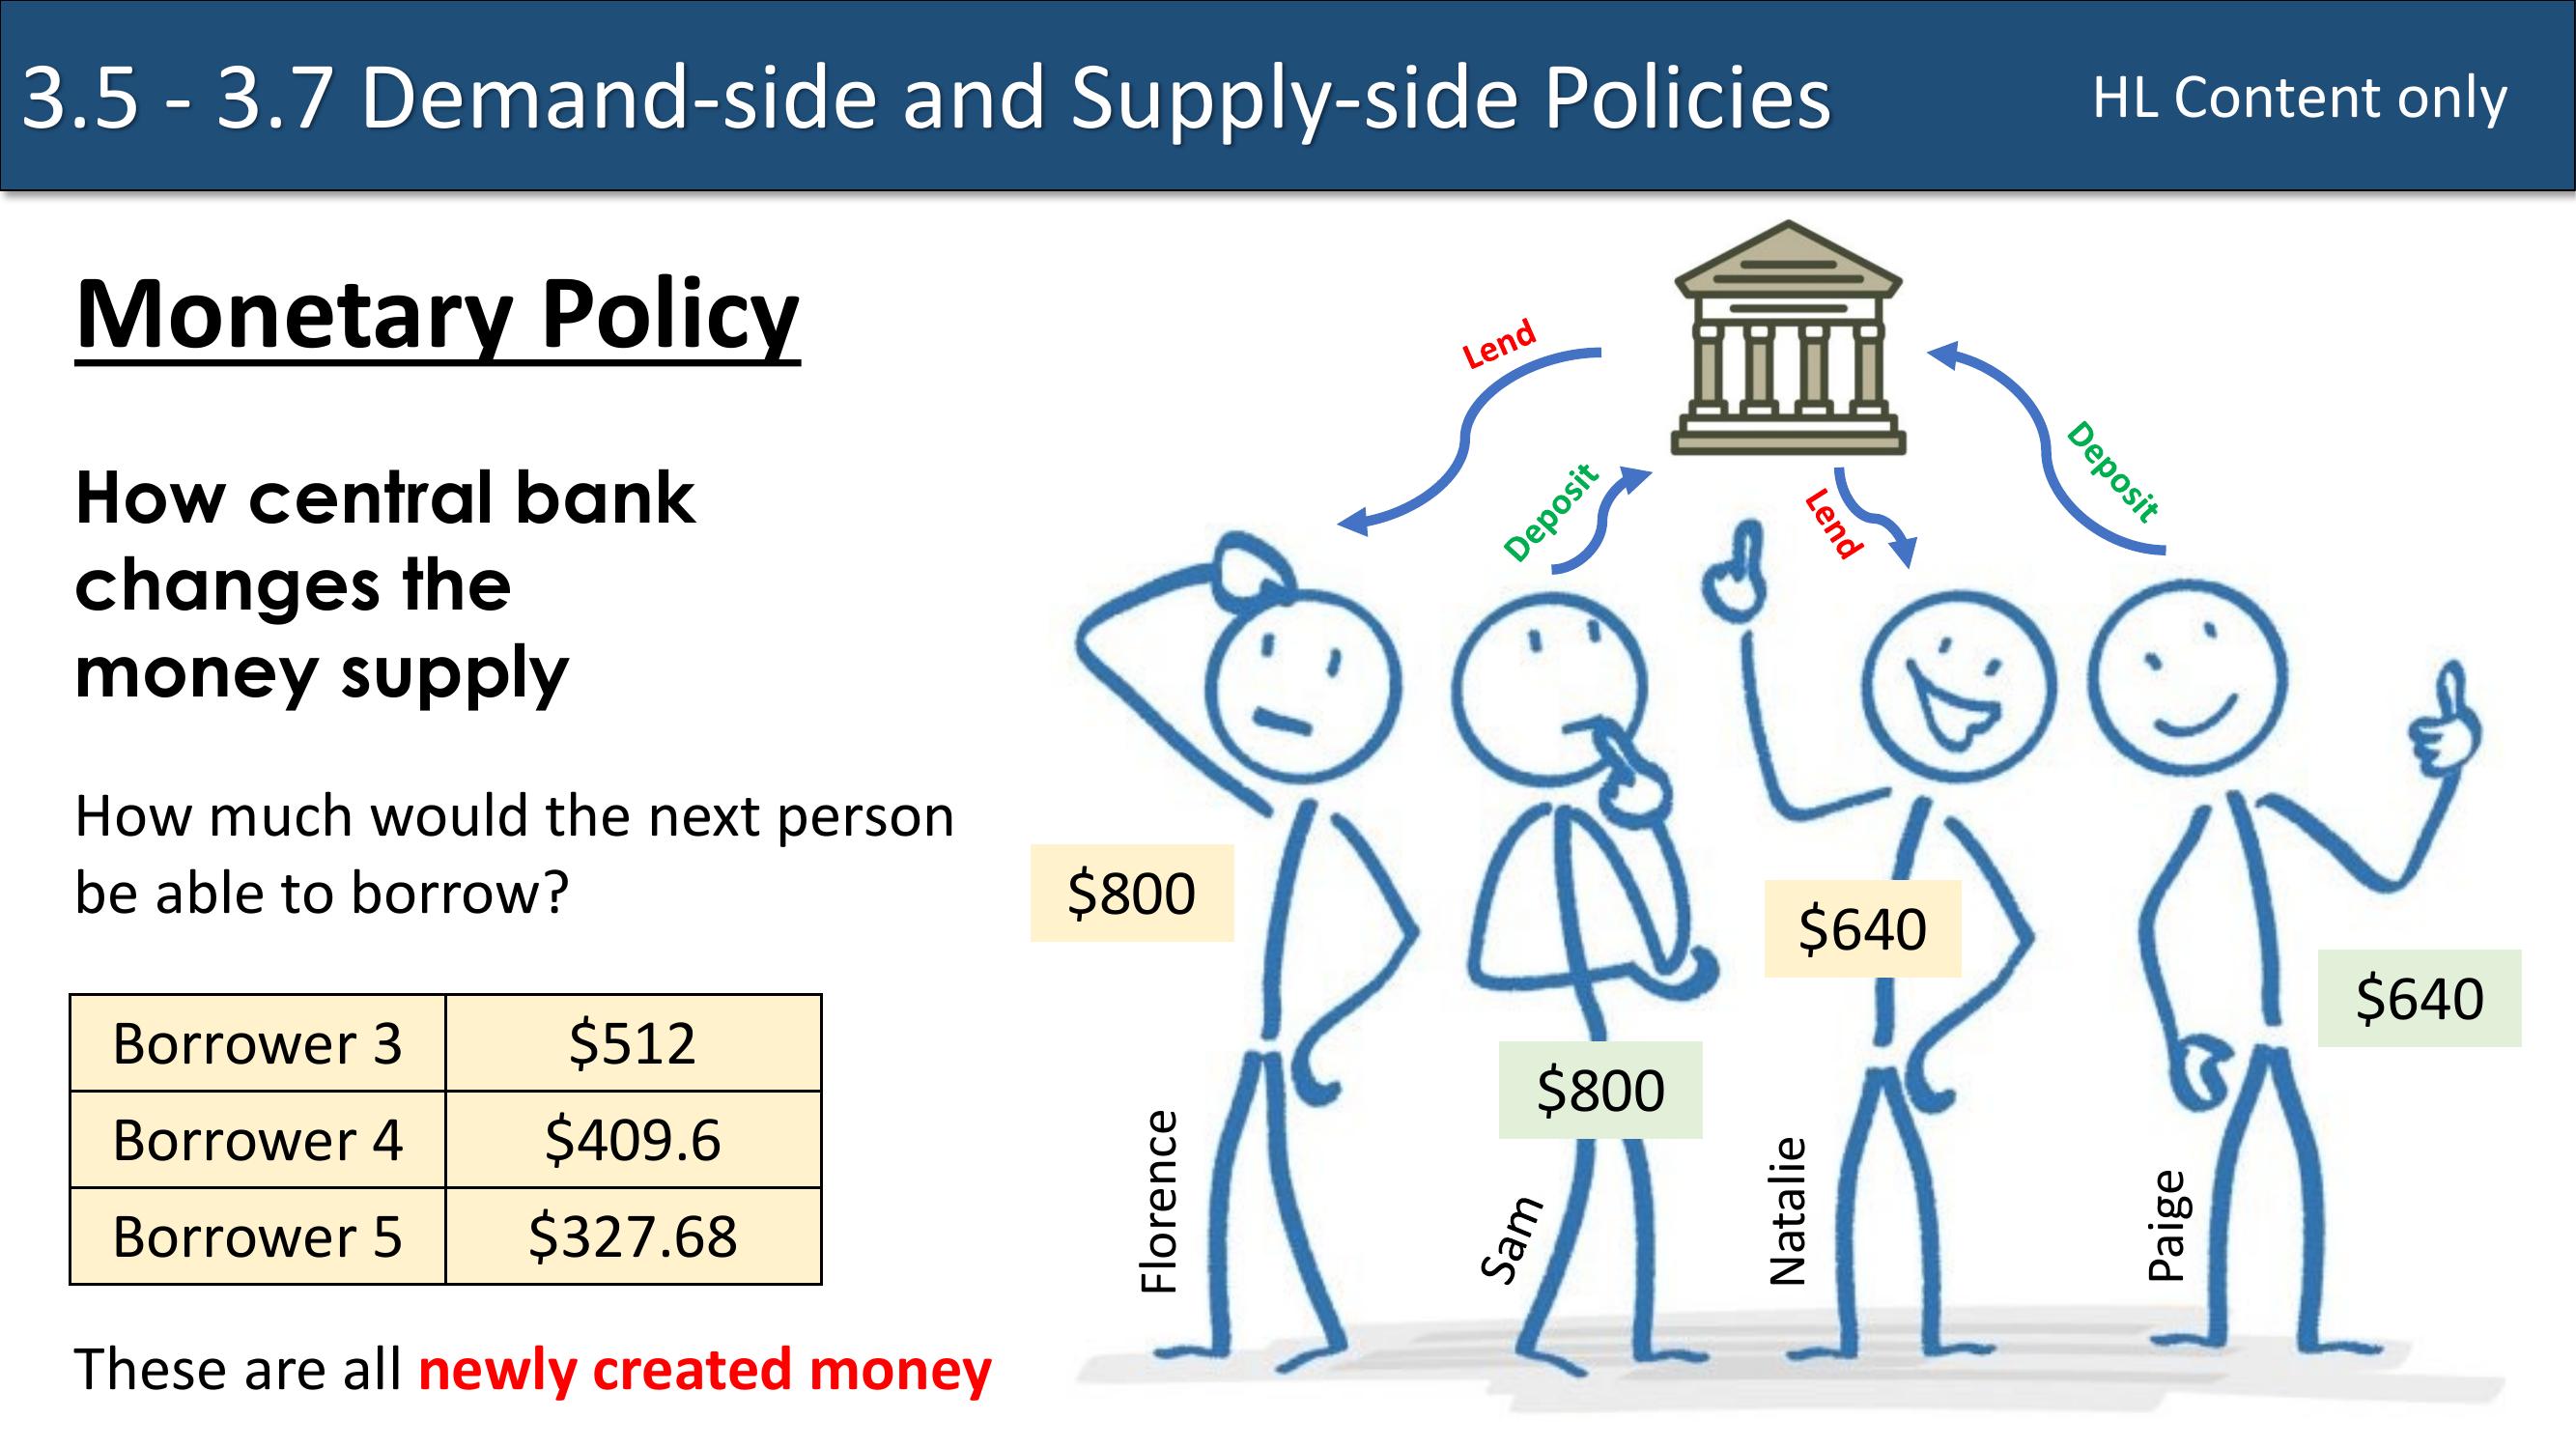 3.5 - 3.7 Demand-side and Supply-side Policies
HL Content only
Monetary Policy
How central bank
changes the
money supply
How much would the next person
be able to borrow?
Borrower 3 $512
Borrower 4 $409.6
Borrower 5 $327.68
These are all newly created money
Lend
Deposit
Lend
Deposit
$800
$800
$640
$640
Florence
Sam
Natalie
Paige